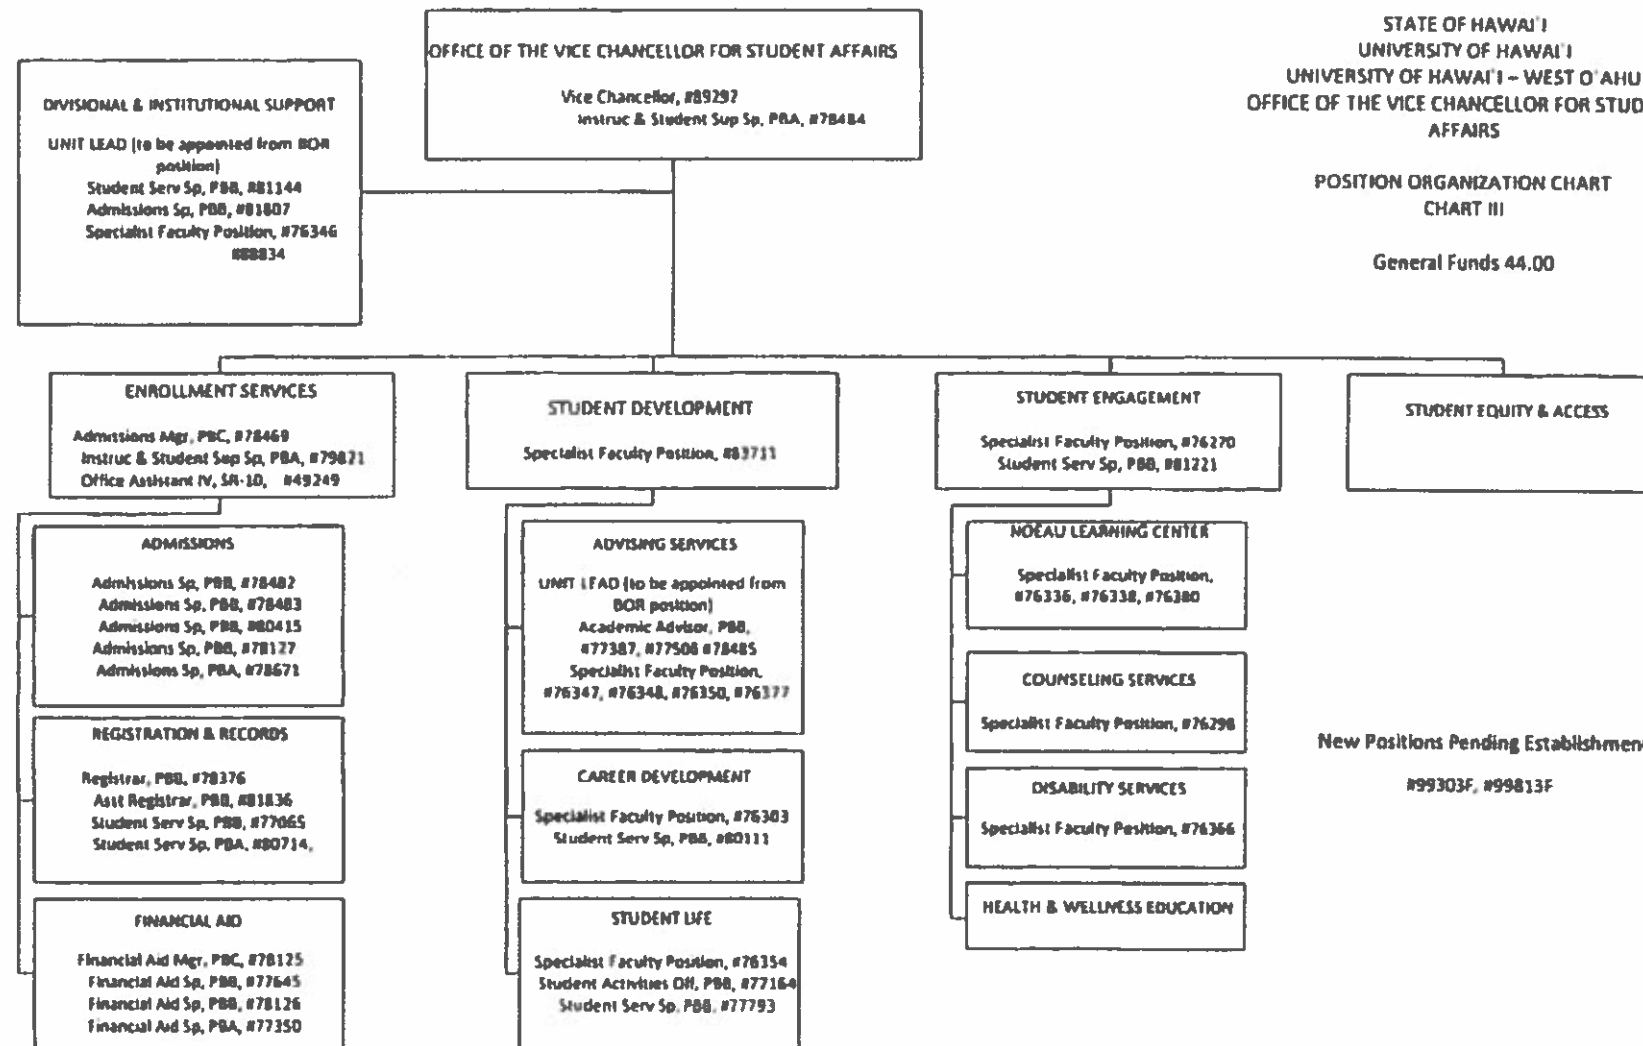 STATE OF HAWAI'I
UNIVERSITY OF HAWAI'I
UNIVERSITY OF HAWAI'I – WEST O'AHU
OFFICE OF THE VICE CHANCELLOR FOR STUD
AFFAIRS
POSITION ORGANIZATION CHART
CHART III
General Funds 44.00
OFFICE OF THE VICE CHANCELLOR FOR STUDENT AFFAIRS
Vice Chancellor, #89297
Instruc & Student Sup Sp, PBA, #78484
DIVISIONAL & INSTITUTIONAL SUPPORT
UNIT LEAD (to be appointed from BOR
position)
Student Serv Sp, PBB, #81144
Admissions Sp, PBB, #81807
Specialist Faculty Position, #76346
#88834
ENROLLMENT SERVICES
Admissions Mgr, PBC, #78469
Instruc & Student Sup Sp, PBA, #79821
Office Assistant IV, SR-10, #49249
ADMISSIONS
Admissions Sp, PBB, #78482
Admissions Sp, PBB, #78483
Admissions Sp, PBB, #80415
Admissions Sp, PBB, #78127
Admissions Sp, PBA, #78671
REGISTRATION & RECORDS
Registrar, PBB, #78376
Asst Registrar, PBB, #81836
Student Serv Sp, PBB, #77065
Student Serv Sp, PBA, #80714,
FINANCIAL AID
Financial Aid Mgr, PBC, #78125
Financial Aid Sp, PBB, #77645
Financial Aid Sp, PBB, #78126
Financial Aid Sp, PBA, #77350
STUDENT DEVELOPMENT
Specialist Faculty Position, #83711
ADVISING SERVICES
UNIT LEAD (to be appointed from
BOR position)
Academic Advisor, PBB,
#77387, #77506 #78485
Specialist Faculty Position,
#76347, #76348, #76350, #76377
CAREER DEVELOPMENT
Specialist Faculty Position, #76303
Student Serv Sp, PBB, #80111
STUDENT LIFE
Specialist Faculty Position, #76354
Student Activities Off, PBB, #77164
Student Serv Sp, PBB, #77793
STUDENT ENGAGEMENT
Specialist Faculty Position, #76270
Student Serv Sp, PBB, #81221
NOEAU LEARNING CENTER
Specialist Faculty Position,
#76336, #76338, #76380
COUNSELING SERVICES
Specialist Faculty Position, #76298
DISABILITY SERVICES
Specialist Faculty Position, #76366
HEALTH & WELLNESS EDUCATION
STUDENT EQUITY & ACCESS
New Positions Pending Establishmen
#99303F, #99813F